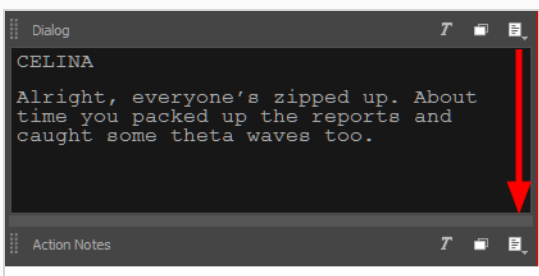 Dialog
CELINA
Alright, everyone's zipped up. About
time you packed up the reports and
caught some theta waves too.
Action Notes